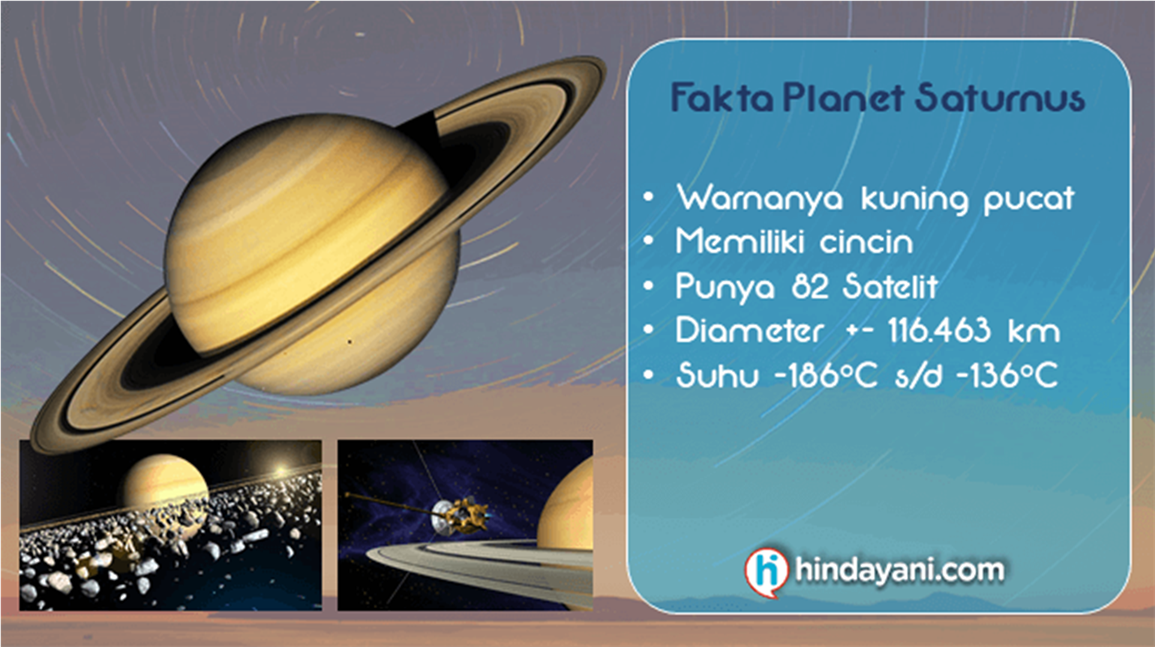 Fakta Planet Saturnus
• Warnanya kuning pucat
• Memiliki cincin
• Punya 82 Satelit
• Diameter +- 116.463 km
• Suhu -186°C s/d -136°C
hi hindayani.com